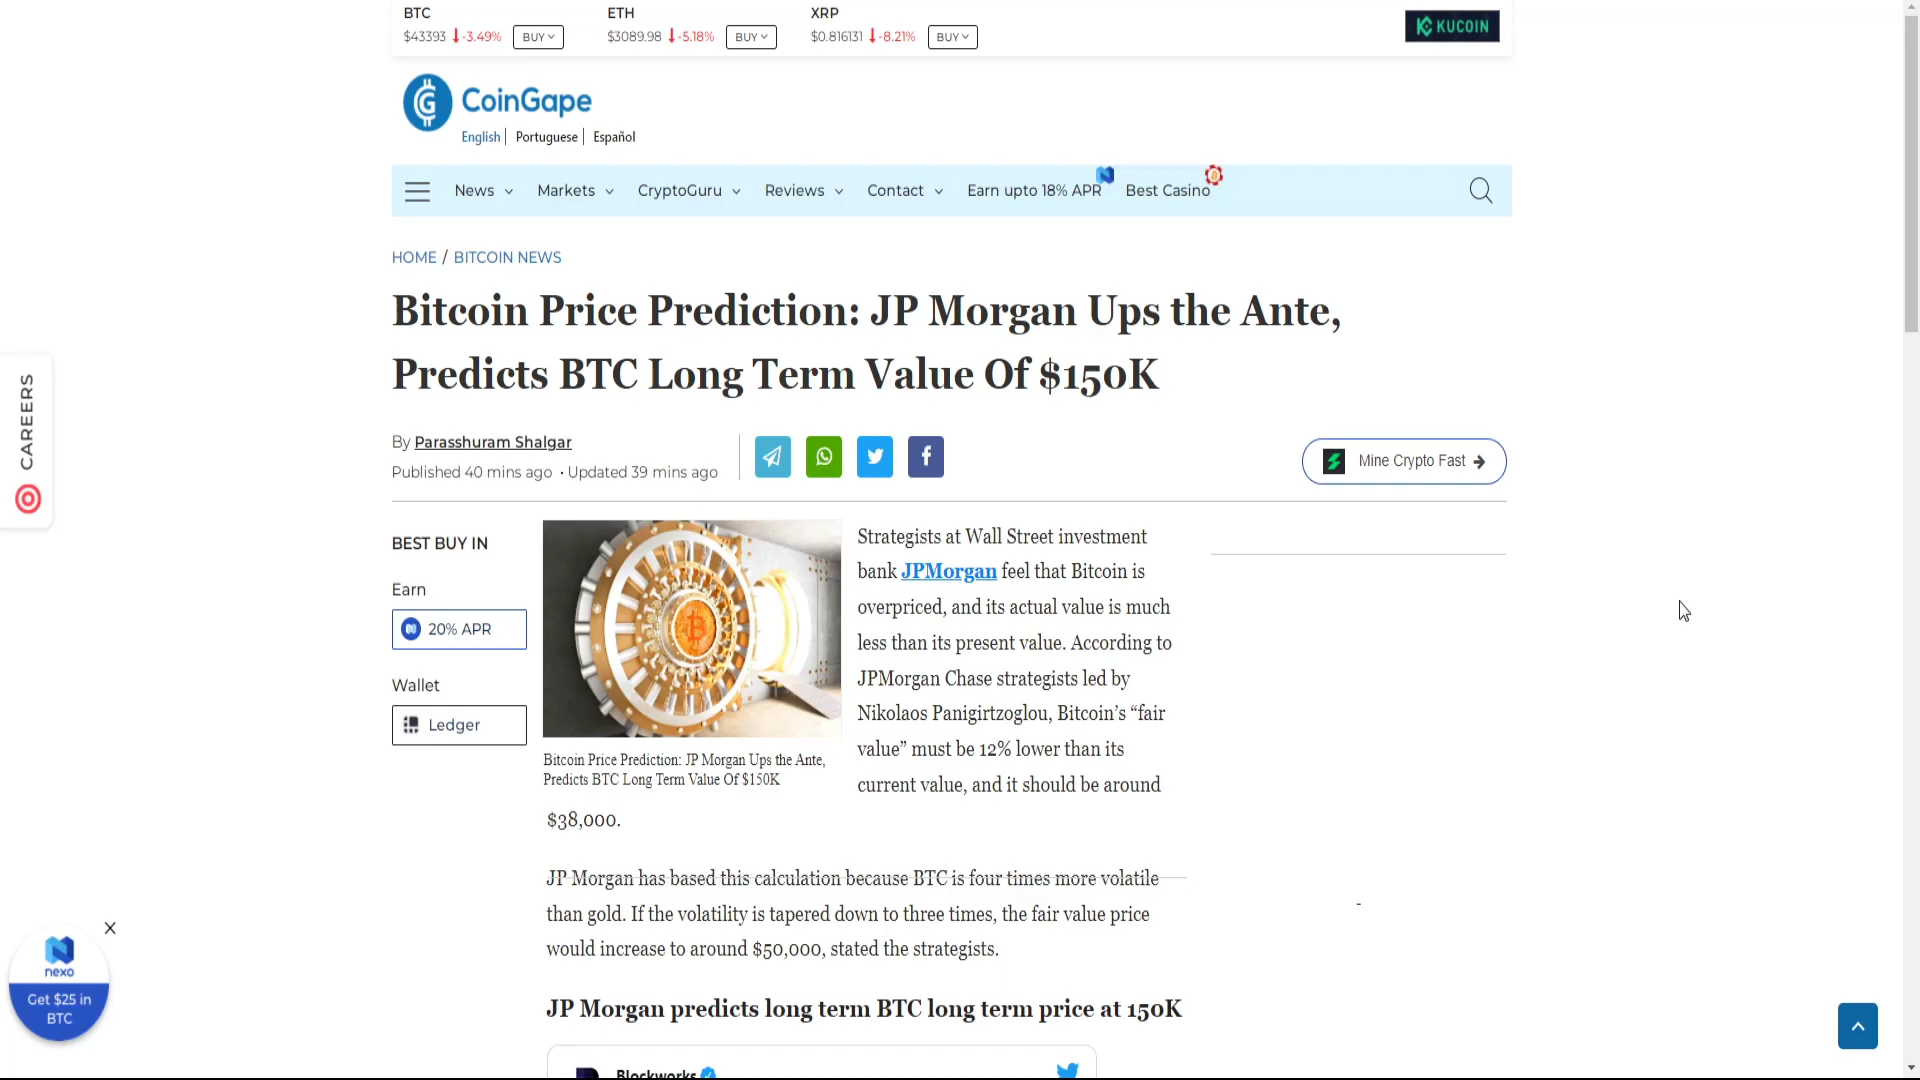 BTC
$43393 -3.49% BUY
ETH
$3089.98 -5.18% BUY
XRP
$0.816131 -8.21% BUY
KUCOIN
CoinGape
English | Portuguese | Español
News Markets CryptoGuru Reviews Contact Earn upto 18% APR Best Casino
HOME / BITCOIN NEWS
Bitcoin Price Prediction: JP Morgan Ups the Ante,
Predicts BTC Long Term Value Of $150K
By Parasshuram Shalgar
Published 40 mins ago • Updated 39 mins ago
Mine Crypto Fast
CAREERS
BEST BUY IN
Earn
20% APR
Wallet
Ledger
Bitcoin Price Prediction: JP Morgan Ups the Ante,
Predicts BTC Long Term Value Of $150K
Strategists at Wall Street investment
bank JPMorgan feel that Bitcoin is
overpriced, and its actual value is much
less than its present value. According to
JPMorgan Chase strategists led by
Nikolaos Panigirtzoglou, Bitcoin's “fair
value” must be 12% lower than its
current value, and it should be around
$38,000.
JP Morgan has based this calculation because BTC is four times more volatile
than gold. If the volatility is tapered down to three times, the fair value price
would increase to around $50,000, stated the strategists.
JP Morgan predicts long term BTC long term price at 150K
Blockworks
nexo
Get $25 in
BTC